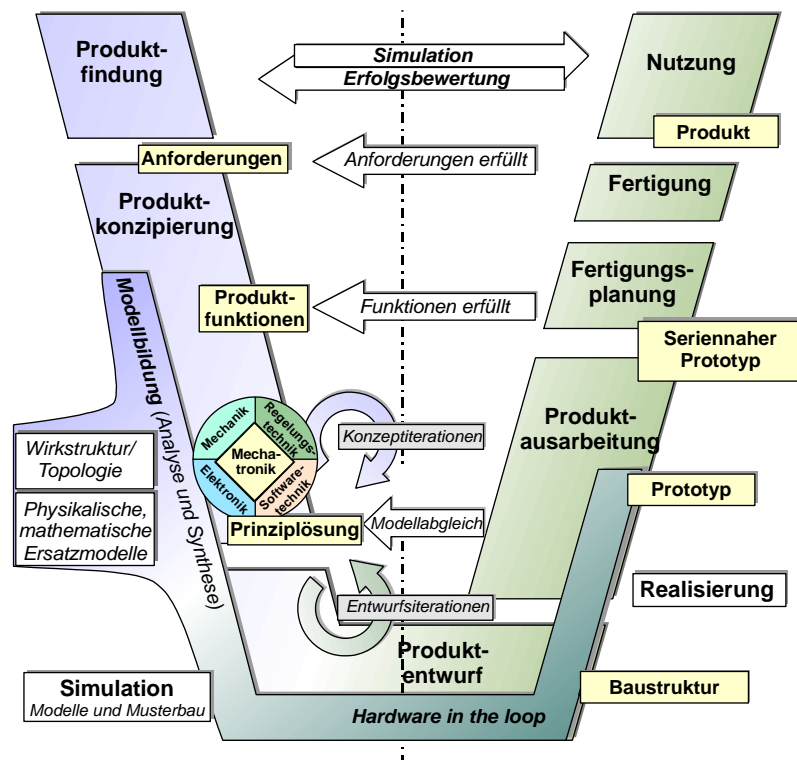 Produkt-
findung
Simulation
Erfolgsbewertung
Nutzung
Produkt
Anforderungen
Anforderungen erfüllt
Fertigung
Produkt-
konzipierung
Fertigungs-
planung
Produkt-
funktionen
Funktionen erfüllt
Seriennaher
Prototyp
Modellbildung (Analyse und Synthese)
Mechanik
Regelungs-
technik
Mecha-
tronik
Elektronik
Software-
technik
Konzeptiterationen
Produkt-
ausarbeitung
Wirkstruktur/
Topologie
Physikalische,
mathematische
Ersatzmodelle
Prototyp
Prinziplösung
Modellabgleich
Realisierung
Entwurfsiterationen
Produkt-
entwurf
Simulation
Modelle und Musterbau
Baustruktur
Hardware in the loop